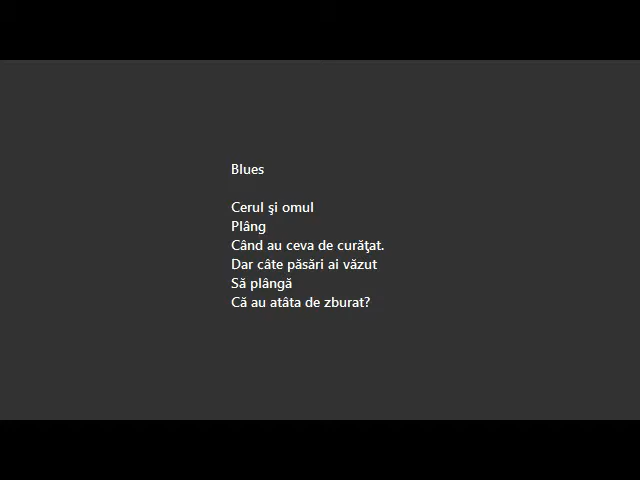 Blues
Cerul şi omul
Plâng
Când au ceva de curăţat.
Dar câte păsări ai văzut
Să plângă
Că au atâta de zburat?